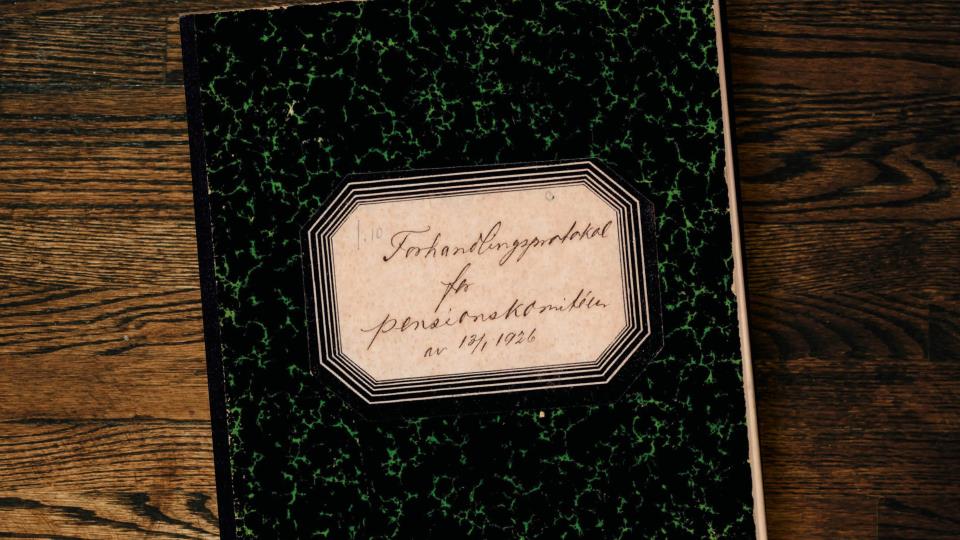 1.10
Forhandlingsprotokol
for
pensionskomitéen
av 13/1 1926